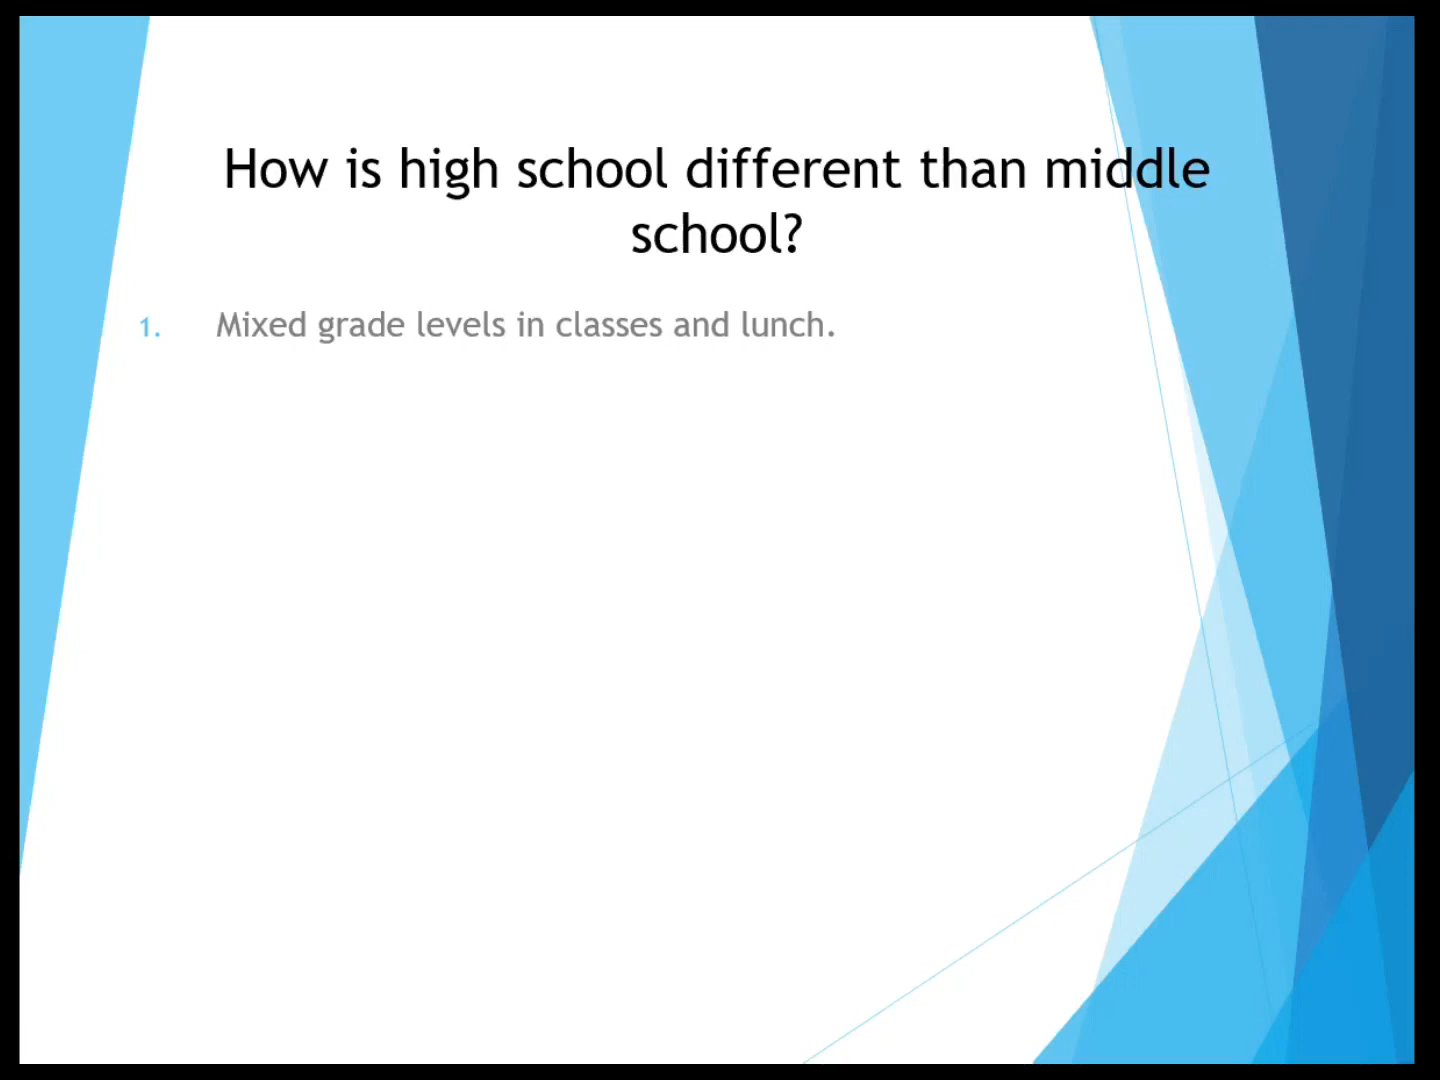 How is high school different than middle
school?
1. Mixed grade levels in classes and lunch.